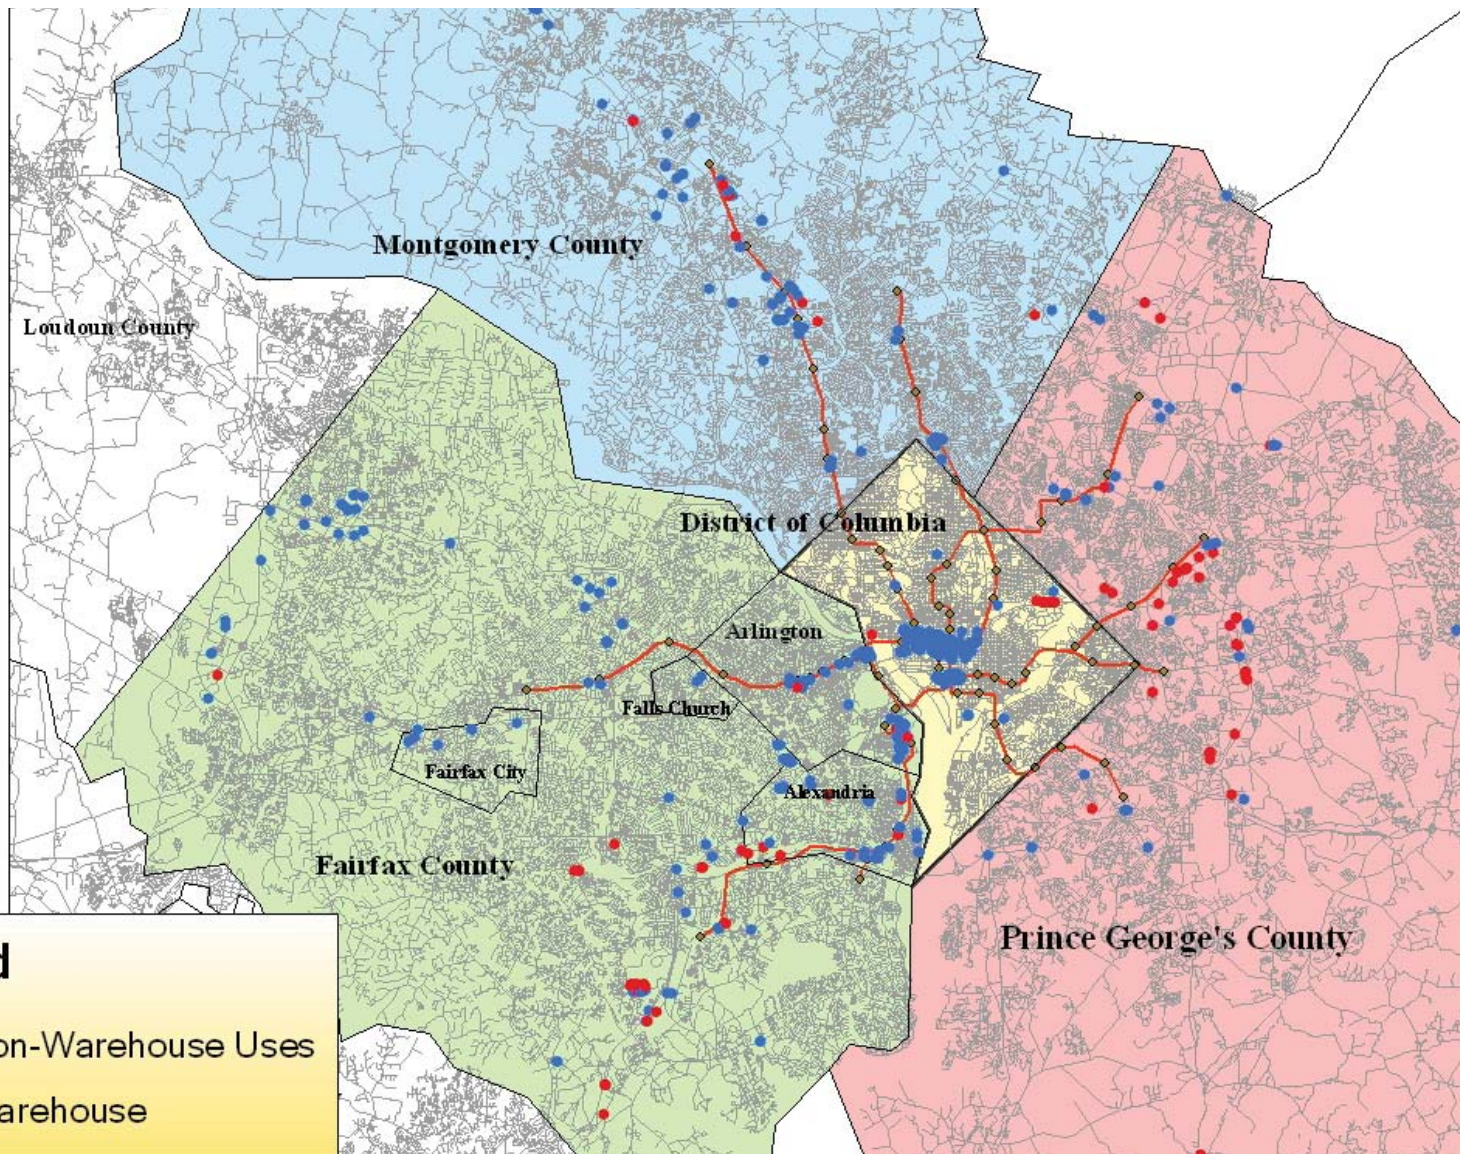 Montgomery County
Loudoun County
District of Columbia
Arlington
Falls Church
Fairfax City
Alexandria
Fairfax County
Prince George's County
d
on-Warehouse Uses
arehouse